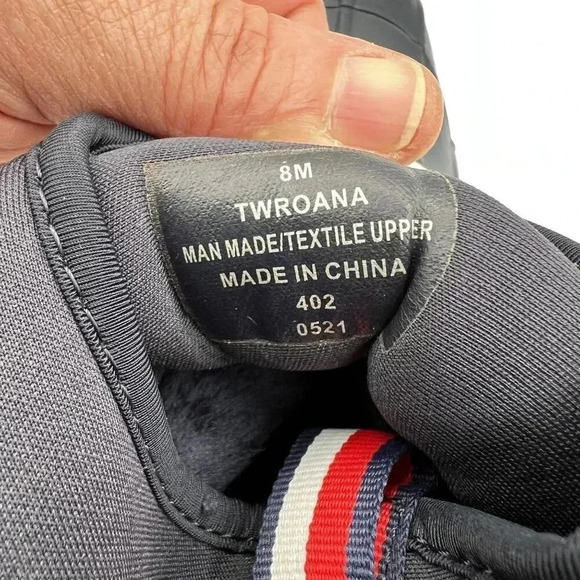 8M
TWROANA
MAN MADE/TEXTILE UPPER
MADE IN CHINA
402
0521